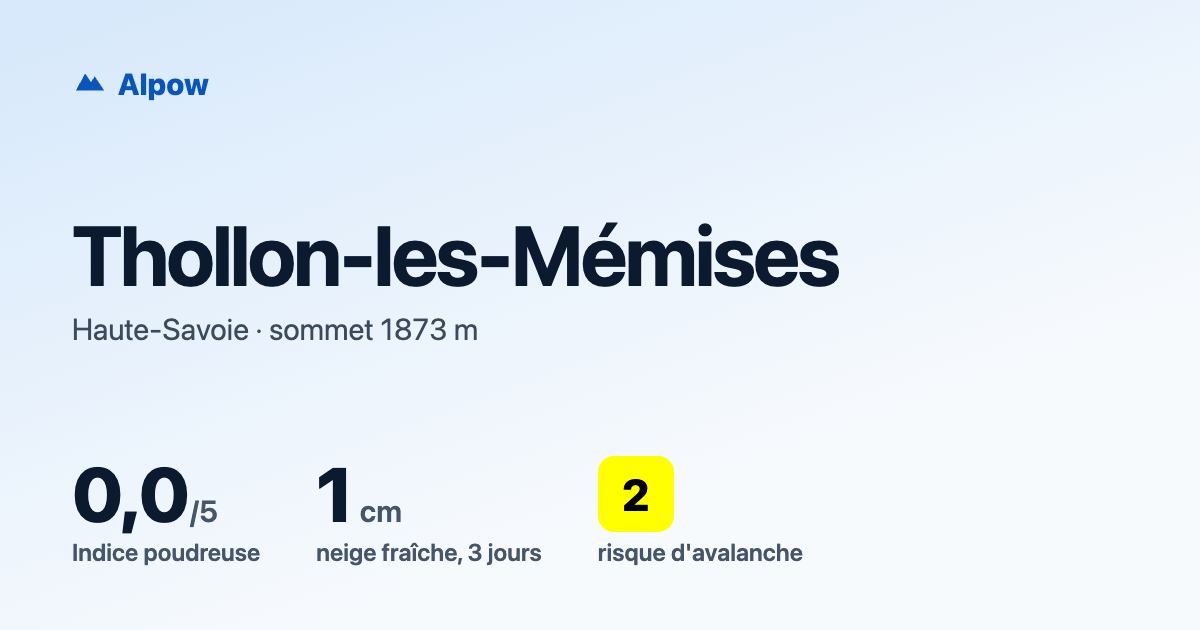 Alpow
Thollon-les-Mémises
Haute-Savoie · sommet 1873 m
0,0/5
Indice poudreuse
1 cm
neige fraîche, 3 jours
2
risque d'avalanche